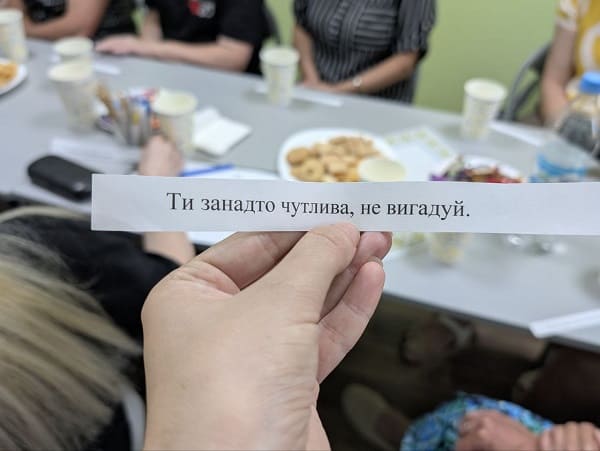 Ти занадто чутлива, не вигадуй.